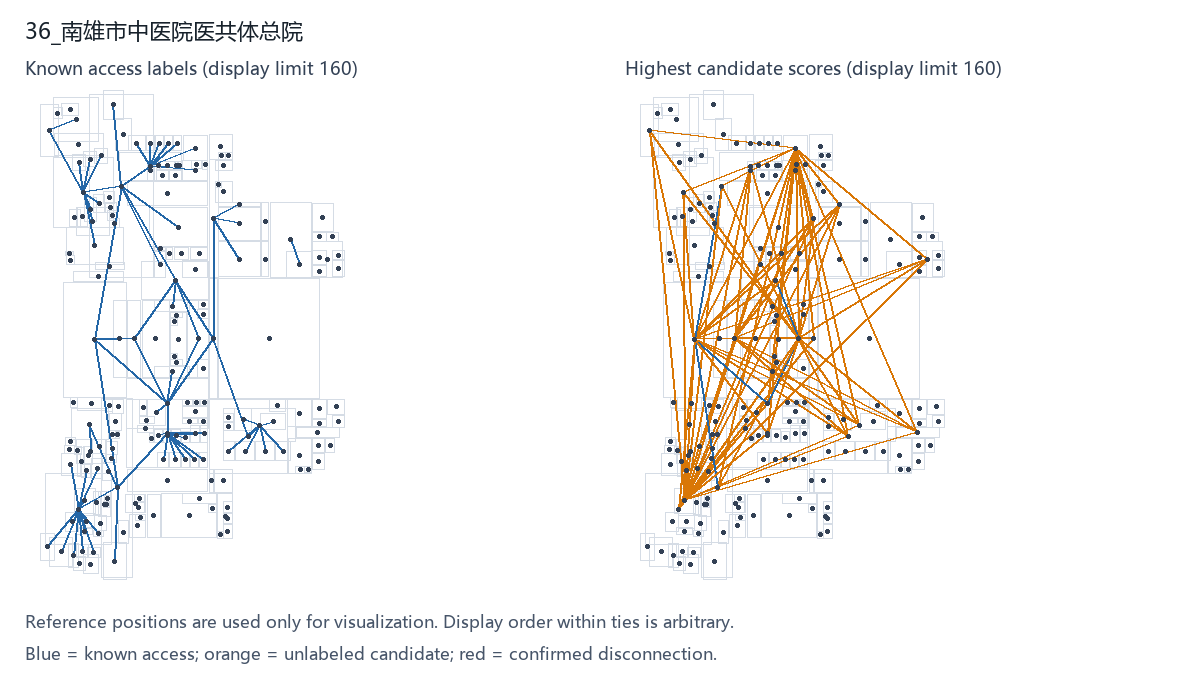 36_南雄市中医院医共体总院
Known access labels (display limit 160)
Highest candidate scores (display limit 160)
Reference positions are used only for visualization. Display order within ties is arbitrary.
Blue = known access; orange = unlabeled candidate; red = confirmed disconnection.